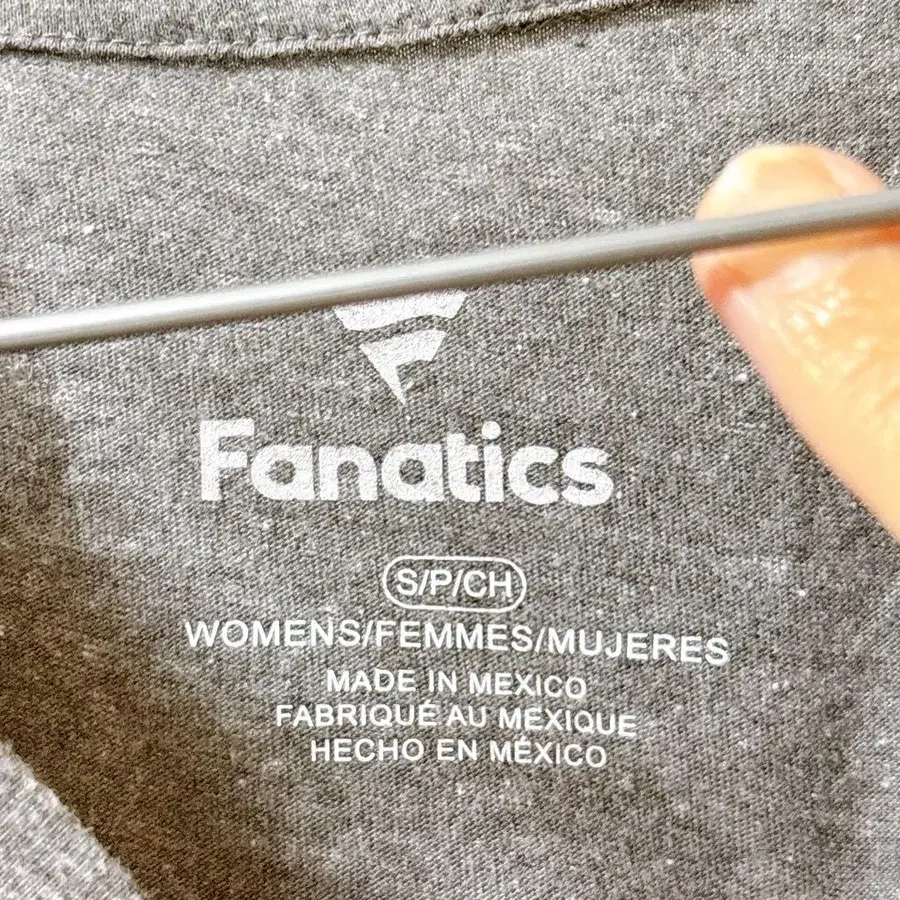 Fanatics
S/P/CH
WOMENS/FEMMES/MUJERES
MADE IN MEXICO
FABRIQUÉ AU MEXIQUE
HECHO EN MÉXICO